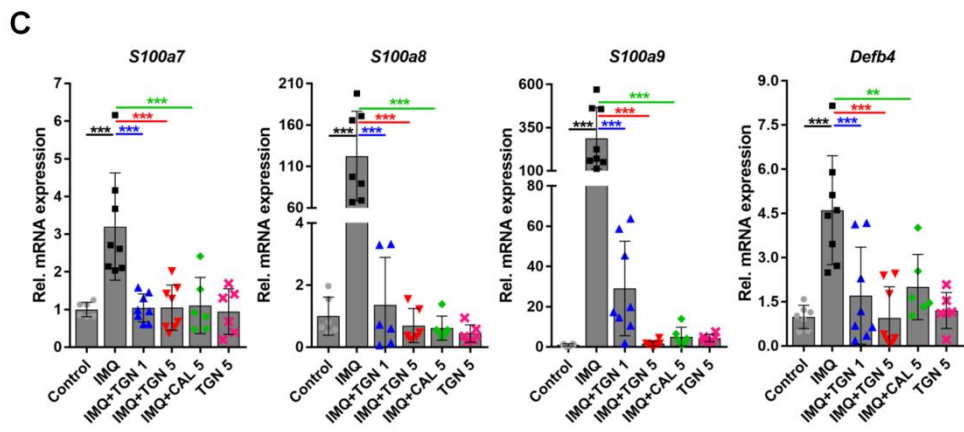 C
S100a7
S100a8
S100a9
Defb4
Rel. mRNA expression
7
6
5
4
3
2
1
0
***
***
***
***
Control
IMQ
IMQ+TGN 1
IMQ+TGN 5
IMQ+CAL 5
TGN 5
Rel. mRNA expression
210
160
110
60
4
2
0
***
***
***
***
Control
IMQ
IMQ+TGN 1
IMQ+TGN 5
IMQ+CAL 5
TGN 5
Rel. mRNA expression
600
350
100
80
60
40
20
0
***
***
***
***
Control
IMQ
IMQ+TGN 1
IMQ+TGN 5
IMQ+CAL 5
TGN 5
Rel. mRNA expression
9.0
7.5
6.0
4.5
3.0
1.5
0.0
**
***
***
***
Control
IMQ
IMQ+TGN 1
IMQ+TGN 5
IMQ+CAL 5
TGN 5